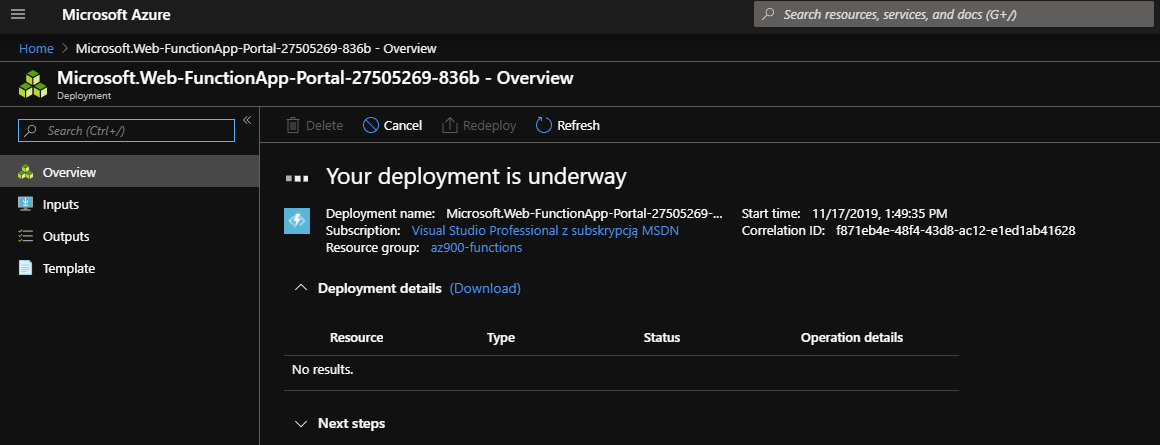 Microsoft Azure
Search resources, services, and docs (G+/)
Home > Microsoft.Web-FunctionApp-Portal-27505269-836b - Overview
Microsoft.Web-FunctionApp-Portal-27505269-836b - Overview
Deployment
Search (Ctrl+/)
«
Delete Cancel Redeploy Refresh
Overview
Inputs
Outputs
Template
Your deployment is underway
Deployment name: Microsoft.Web-FunctionApp-Portal-27505269-...
Subscription: Visual Studio Professional z subskrypcją MSDN
Resource group: az900-functions
Start time: 11/17/2019, 1:49:35 PM
Correlation ID: f871eb4e-48f4-43d8-ac12-e1ed1ab41628
Deployment details (Download)
Resource Type Status Operation details
No results.
Next steps